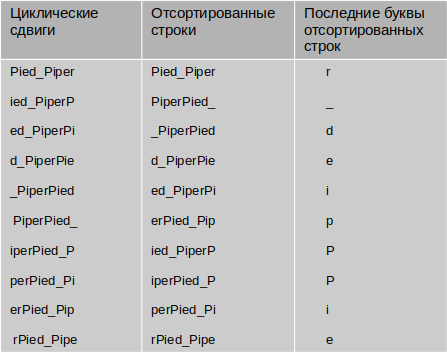 Циклические сдвиги Отсортированные строки Последние буквы отсортированных строк
Pied_Piper Pied_Piper r
ied_PiperP PiperPied_ _
ed_PiperPi _PiperPied d
d_PiperPie d_PiperPie e
_PiperPied ed_PiperPi i
PiperPied_ erPied_Pip p
iperPied_P ied_PiperP P
perPied_Pi iperPied_P P
erPied_Pip perPied_Pi i
rPied_Pipe rPied_Pipe e